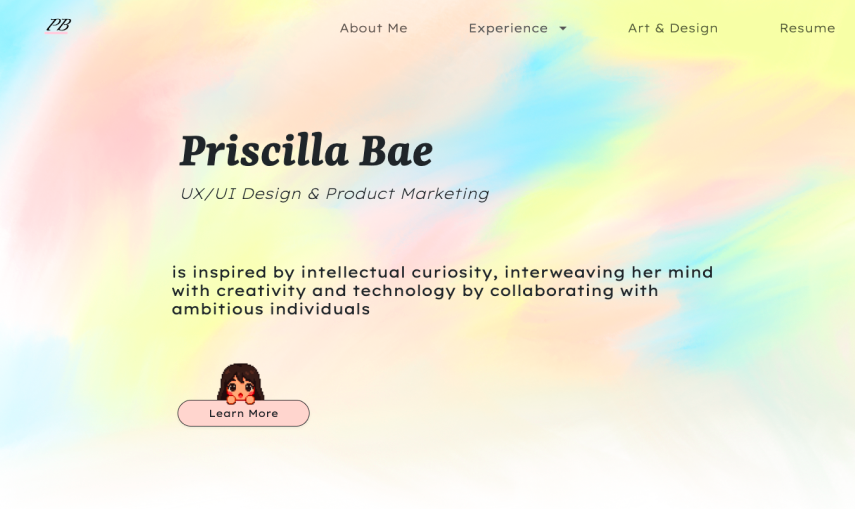 PB
About Me
Experience
Art & Design
Resume
Priscilla Bae
UX/UI Design & Product Marketing
is inspired by intellectual curiosity, interweaving her mind
with creativity and technology by collaborating with
ambitious individuals
Learn More